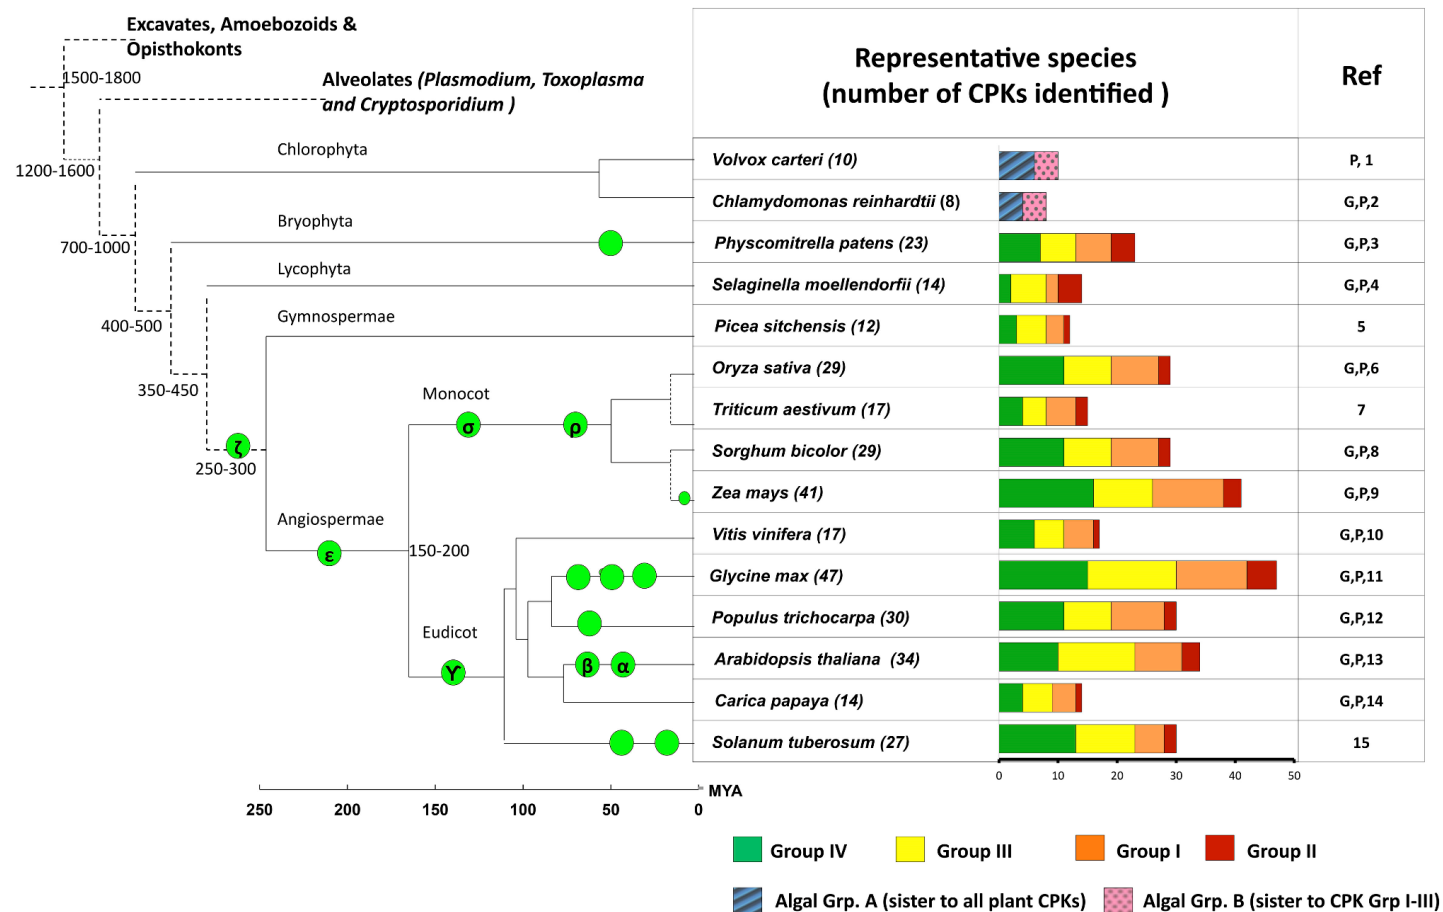 Excavates, Amoebozoids &
Opisthokonts
1500-1800
Alveolates (Plasmodium, Toxoplasma
and Cryptosporidium )
1200-1600
Chlorophyta
Bryophyta
700-1000
Lycophyta
Gymnospermae
400-500
350-450
Monocot
σ
ρ
ζ
250-300
Angiospermae
ε
150-200
Eudicot
ϒ
β
α
250
200
150
100
50
0
MYA
Representative species
(number of CPKs identified )
Ref
Volvox carteri (10)
P, 1
Chlamydomonas reinhardtii (8)
G,P,2
Physcomitrella patens (23)
G,P,3
Selaginella moellendorfii (14)
G,P,4
Picea sitchensis (12)
5
Oryza sativa (29)
G,P,6
Triticum aestivum (17)
7
Sorghum bicolor (29)
G,P,8
Zea mays (41)
G,P,9
Vitis vinifera (17)
G,P,10
Glycine max (47)
G,P,11
Populus trichocarpa (30)
G,P,12
Arabidopsis thaliana (34)
G,P,13
Carica papaya (14)
G,P,14
Solanum tuberosum (27)
15
0
10
20
30
40
50
Group IV
Group III
Group I
Group II
Algal Grp. A (sister to all plant CPKs)
Algal Grp. B (sister to CPK Grp I-III)